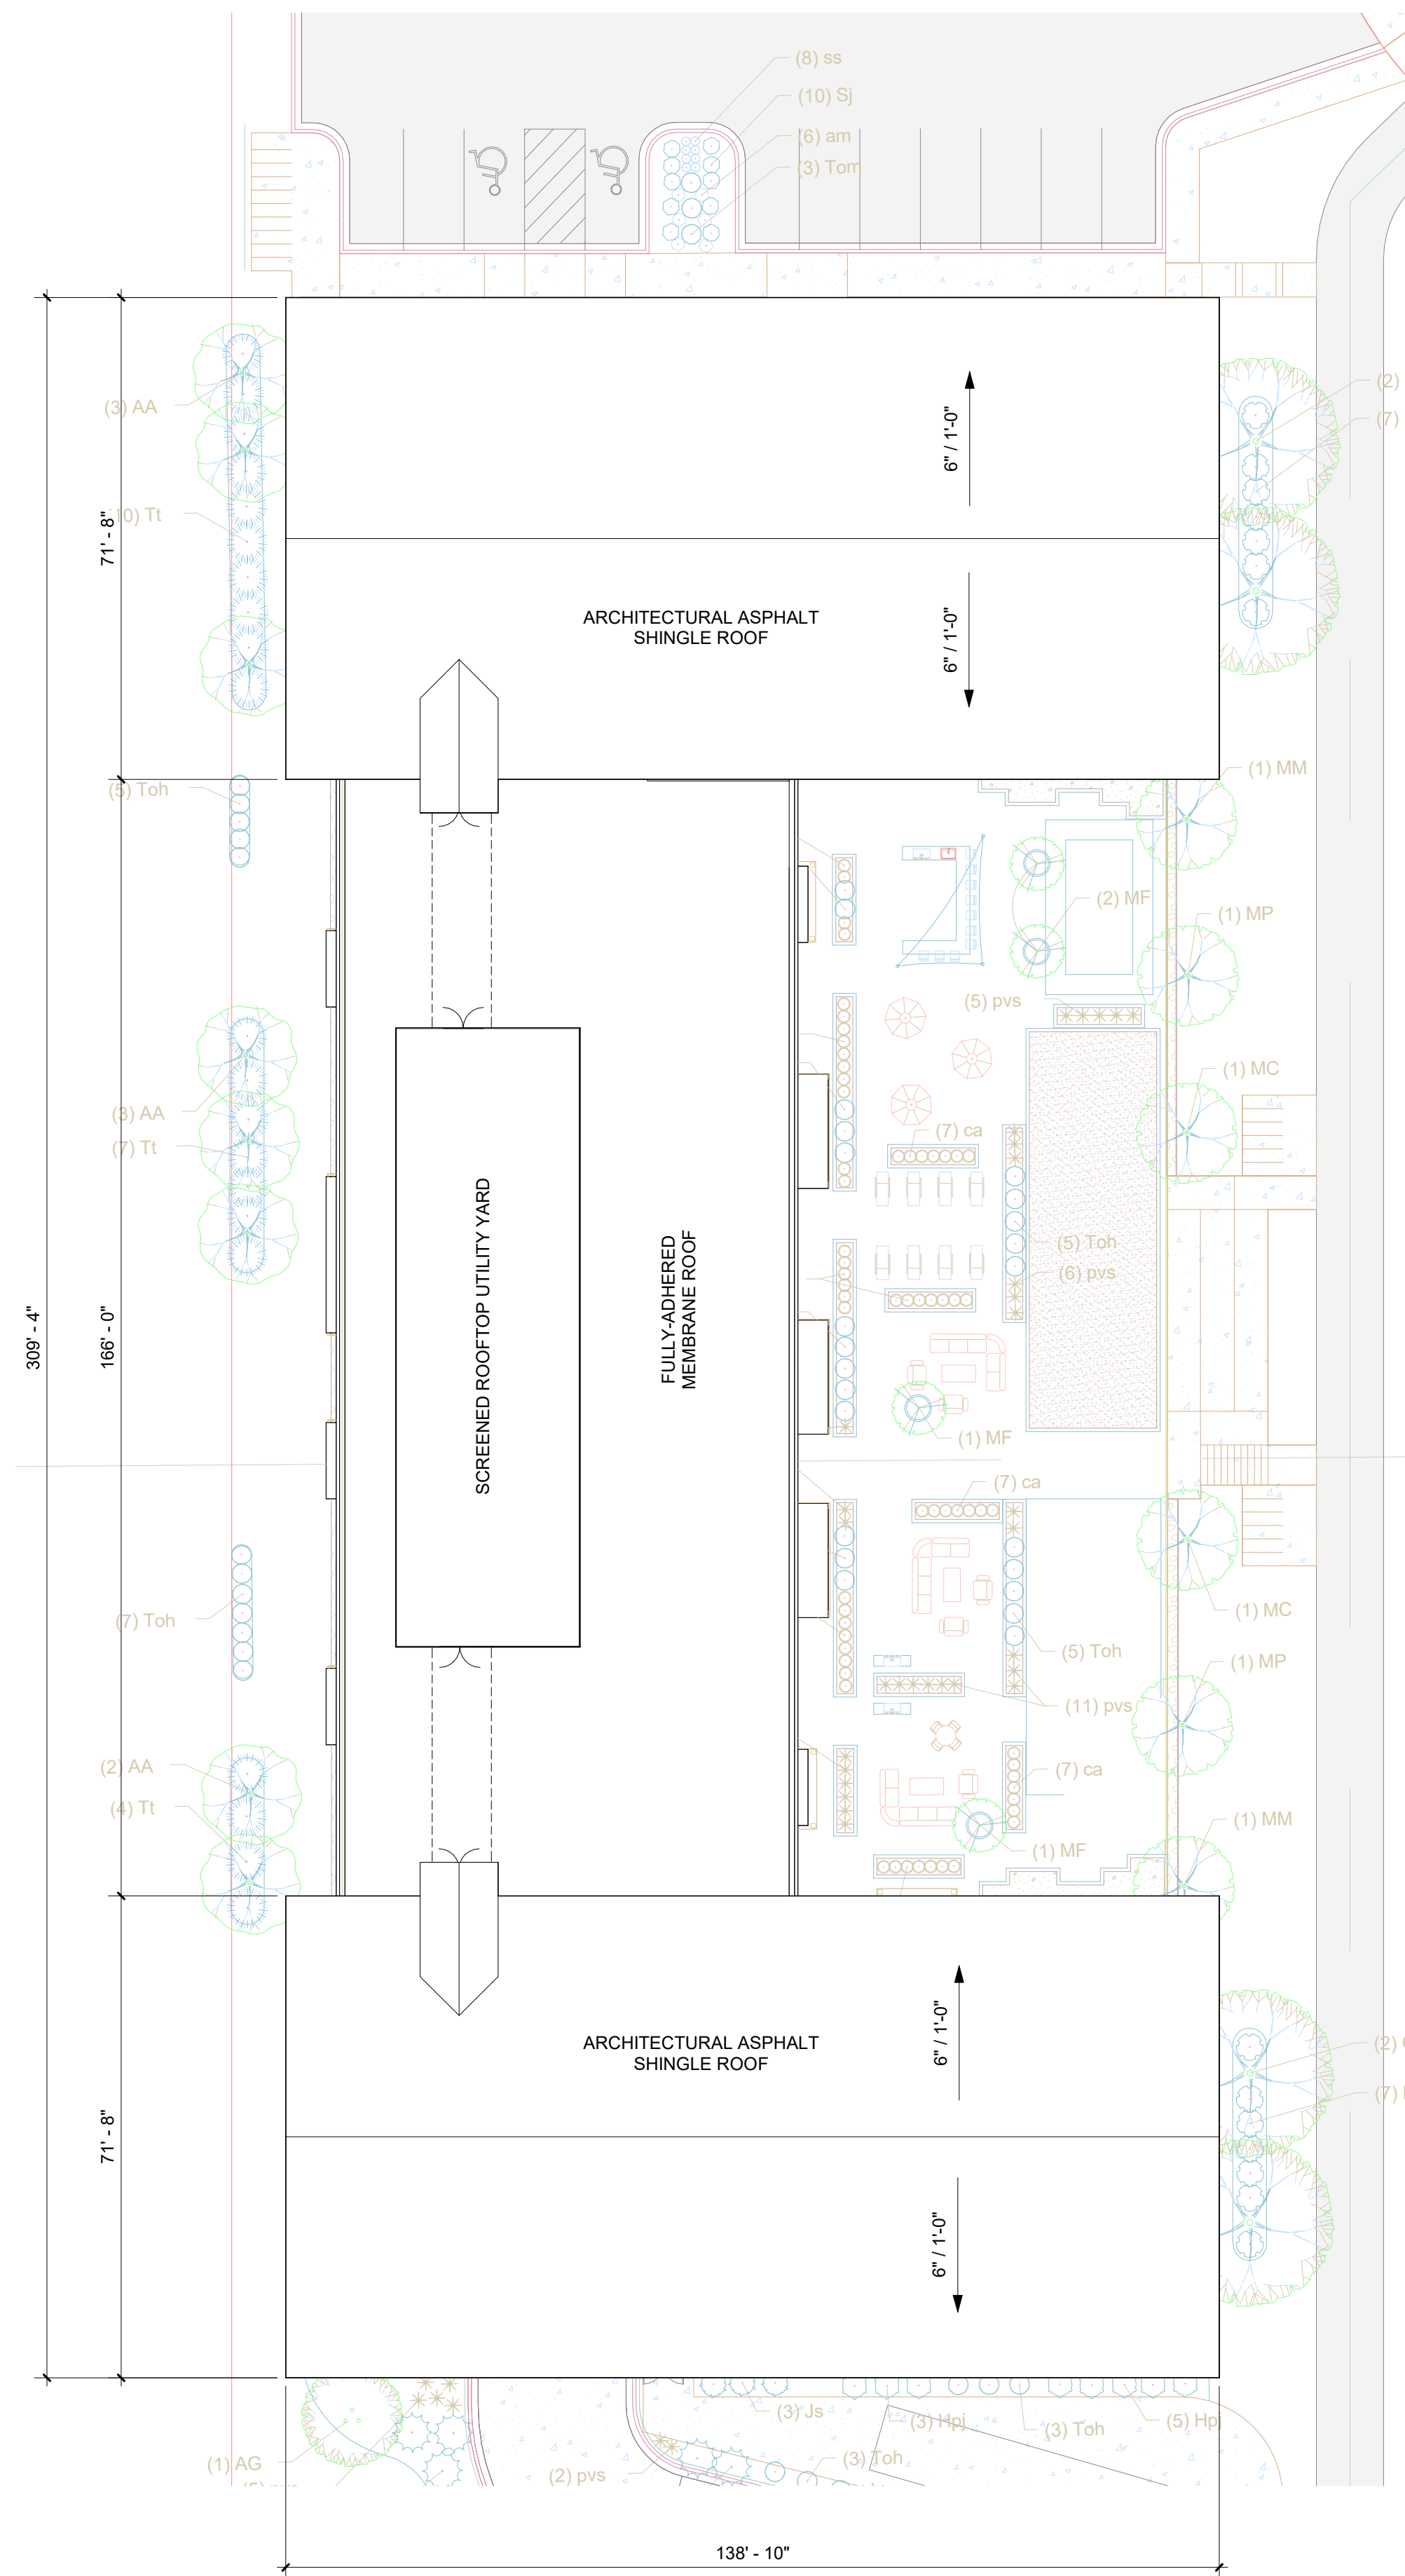 (8) ss
(10) Sj
(6) am
(3) Tom
(3) AA
(2)
(7)
6" / 1'-0"
71' - 8"
10) Tt
ARCHITECTURAL ASPHALT
SHINGLE ROOF
6" / 1'-0"
(5) Toh
(1) MM
(2) MF
(1) MP
(5) pvs
(1) MC
(3) AA
(7) Tt
(7) ca
SCREENED ROOFTOP UTILITY YARD
FULLY-ADHERED
MEMBRANE ROOF
(5) Toh
(6) pvs
309' - 4"
166' - 0"
(1) MF
(7) ca
(7) Toh
(1) MC
(5) Toh
(1) MP
(11) pvs
(2) AA
(7) ca
(4) Tt
(1) MM
(1) MF
ARCHITECTURAL ASPHALT
SHINGLE ROOF
6" / 1'-0"
(2)
(7)
71' - 8"
6" / 1'-0"
(3) Js
(3) Hpj
(3) Toh
(5) Hpj
(1) AG
(2) pvs
(3) Toh
138' - 10"